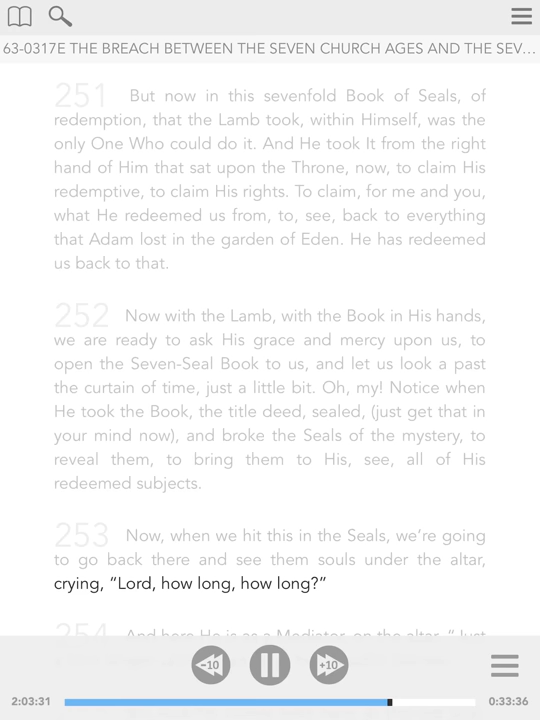 63-0317E THE BREACH BETWEEN THE SEVEN CHURCH AGES AND THE SEV...
251 But now in this sevenfold Book of Seals, of
redemption, that the Lamb took, within Himself, was the
only One Who could do it. And He took It from the right
hand of Him that sat upon the Throne, now, to claim His
redemptive, to claim His rights. To claim, for me and you,
what He redeemed us from, to, see, back to everything
that Adam lost in the garden of Eden. He has redeemed
us back to that.
252 Now with the Lamb, with the Book in His hands,
we are ready to ask His grace and mercy upon us, to
open the Seven-Seal Book to us, and let us look a past
the curtain of time, just a little bit. Oh, my! Notice when
He took the Book, the title deed, sealed, (just get that in
your mind now), and broke the Seals of the mystery, to
reveal them, to bring them to His, see, all of His
redeemed subjects.
253 Now, when we hit this in the Seals, we’re going
to go back there and see them souls under the altar,
crying, “Lord, how long, how long?”
254 And here He is as a Mediator, on the altar. “Just
-10 +10
2:03:31 0:33:36